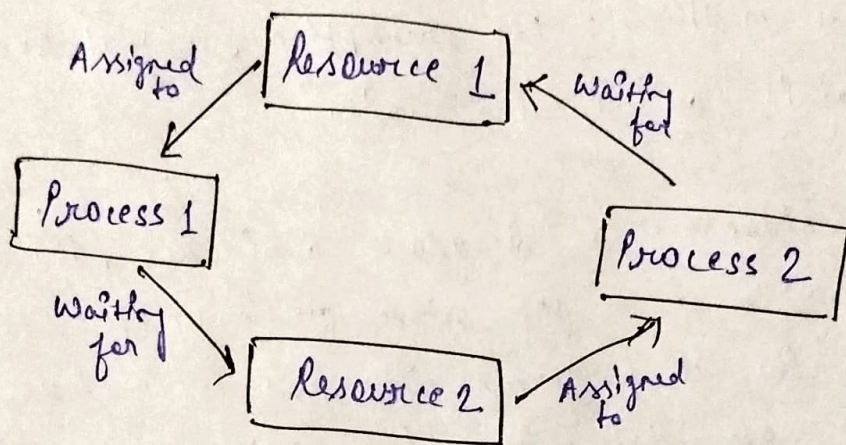 Assigned
to
Resource 1
Waiting
for
Process 1
Process 2
Waiting
for
Resource 2
Assigned
to